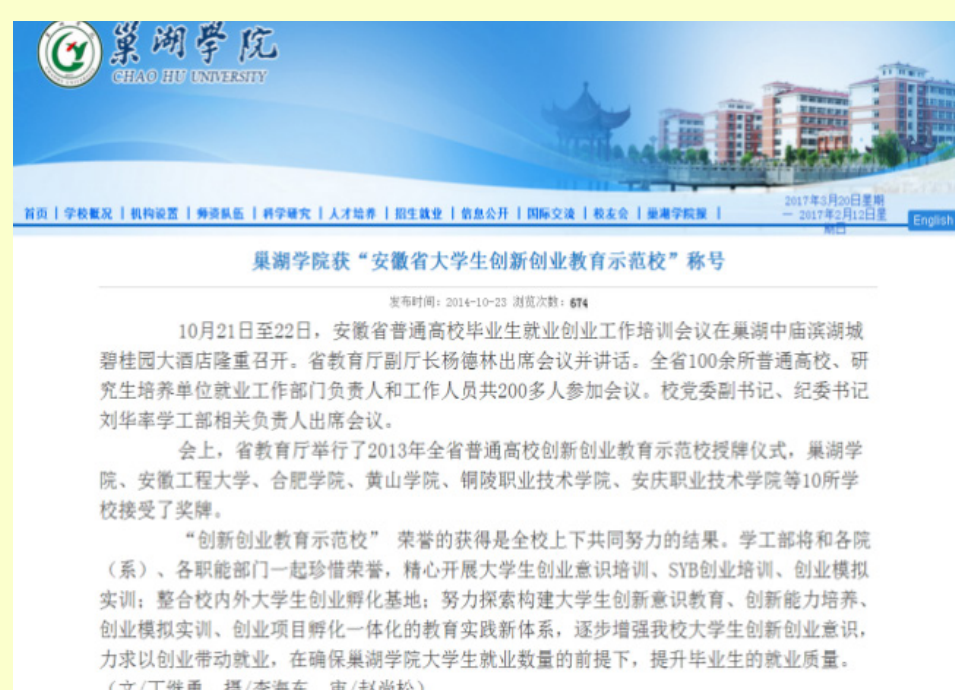 巢湖學院
CHAO HU UNIVERSITY
首页 | 学校概况 | 机构设置 | 师资队伍 | 科学研究 | 人才培养 | 招生就业 | 信息公开 | 国际交流 | 校友会 | 巢湖学院报 |
2017年3月20日星期
一 2017年2月12日星
期日
English
巢湖学院获“安徽省大学生创新创业教育示范校”称号
发布时间：2014-10-23 浏览次数：674
10月21日至22日，安徽省普通高校毕业生就业创业工作培训会议在巢湖中庙滨湖城
碧桂园大酒店隆重召开。省教育厅副厅长杨德林出席会议并讲话。全省100余所普通高校、研
究生培养单位就业工作部门负责人和工作人员共200多人参加会议。校党委副书记、纪委书记
刘华率学工部相关负责人出席会议。
会上，省教育厅举行了2013年全省普通高校创新创业教育示范校授牌仪式，巢湖学
院、安徽工程大学、合肥学院、黄山学院、铜陵职业技术学院、安庆职业技术学院等10所学
校接受了奖牌。
“创新创业教育示范校” 荣誉的获得是全校上下共同努力的结果。学工部将和各院
（系）、各职能部门一起珍惜荣誉，精心开展大学生创业意识培训、SYB创业培训、创业模拟
实训；整合校内外大学生创业孵化基地；努力探索构建大学生创新意识教育、创新能力培养、
创业模拟实训、创业项目孵化一体化的教育实践新体系，逐步增强我校大学生创新创业意识，
力求以创业带动就业，在确保巢湖学院大学生就业数量的前提下，提升毕业生的就业质量。
（文/丁继勇 摄/李海东 审/赵尚松）